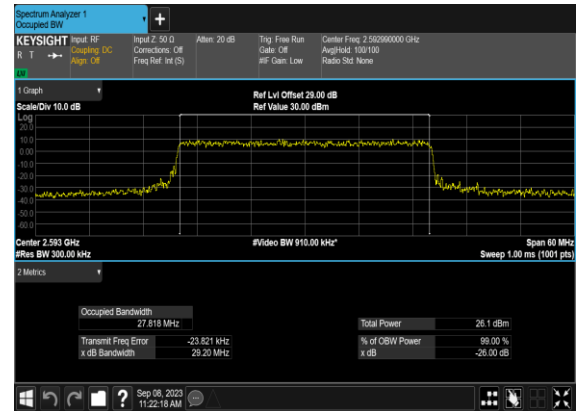 Spectrum Analyzer 1
Occupied BW
KEYSIGHT Input: RF Input Z: 50 Ω Atten: 20 dB Trig: Free Run Center Freq: 2.592990000 GHz
R T Coupling: DC Corrections: Off Gate: Off Avg|Hold: 100/100
Align: Off Freq Ref: Int (S) #IF Gain: Low Radio Std: None
LXI
1 Graph Ref Lvl Offset 29.00 dB
Scale/Div 10.0 dB Ref Value 30.00 dBm
Log
20.0
10.0
0.00
-10.0
-20.0
-30.0
-40.0
-50.0
-60.0
Center 2.593 GHz #Video BW 910.00 kHz* Span 60 MHz
#Res BW 300.00 kHz Sweep 1.00 ms (1001 pts)
2 Metrics
Occupied Bandwidth
27.818 MHz Total Power 26.1 dBm
Transmit Freq Error -23.821 kHz % of OBW Power 99.00 %
x dB Bandwidth 29.20 MHz x dB -26.00 dB
? Sep 08, 2023
11:22:18 AM